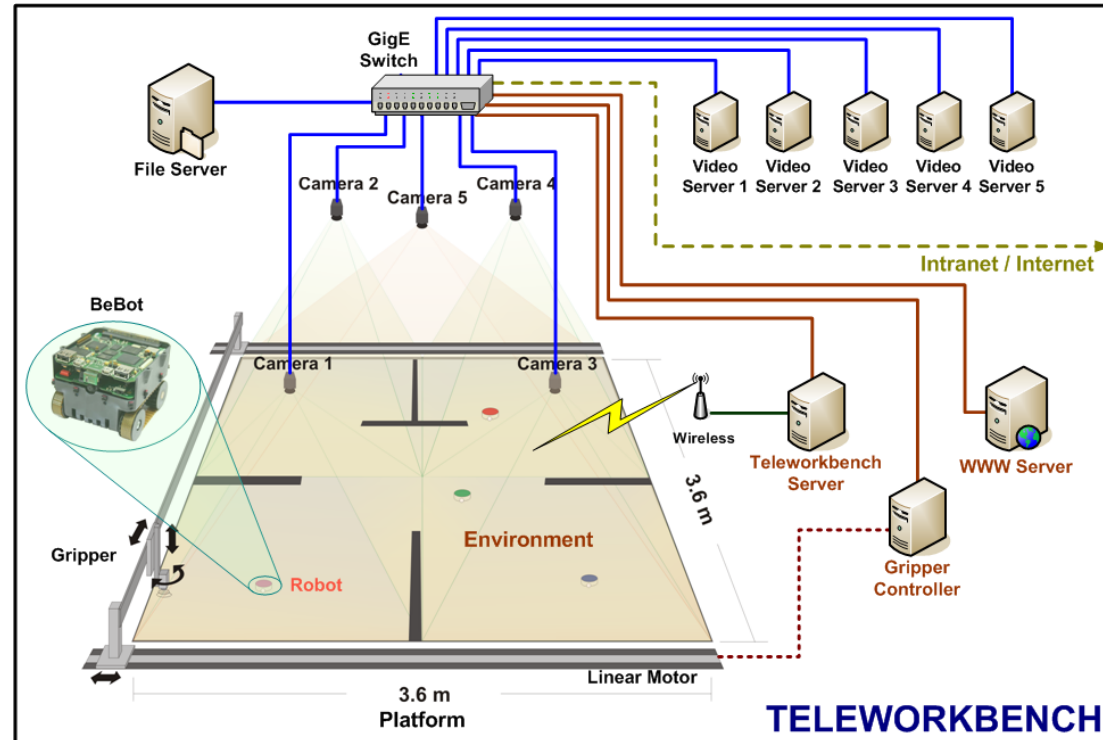 GigE
Switch
File Server
Video
Server 1
Video
Server 2
Video
Server 3
Video
Server 4
Video
Server 5
Camera 2
Camera 5
Camera 4
Intranet / Internet
BeBot
Camera 1
Camera 3
Wireless
Teleworkbench
Server
WWW Server
3.6 m
Gripper
Environment
Gripper
Controller
Robot
Linear Motor
3.6 m
Platform
TELEWORKBENCH